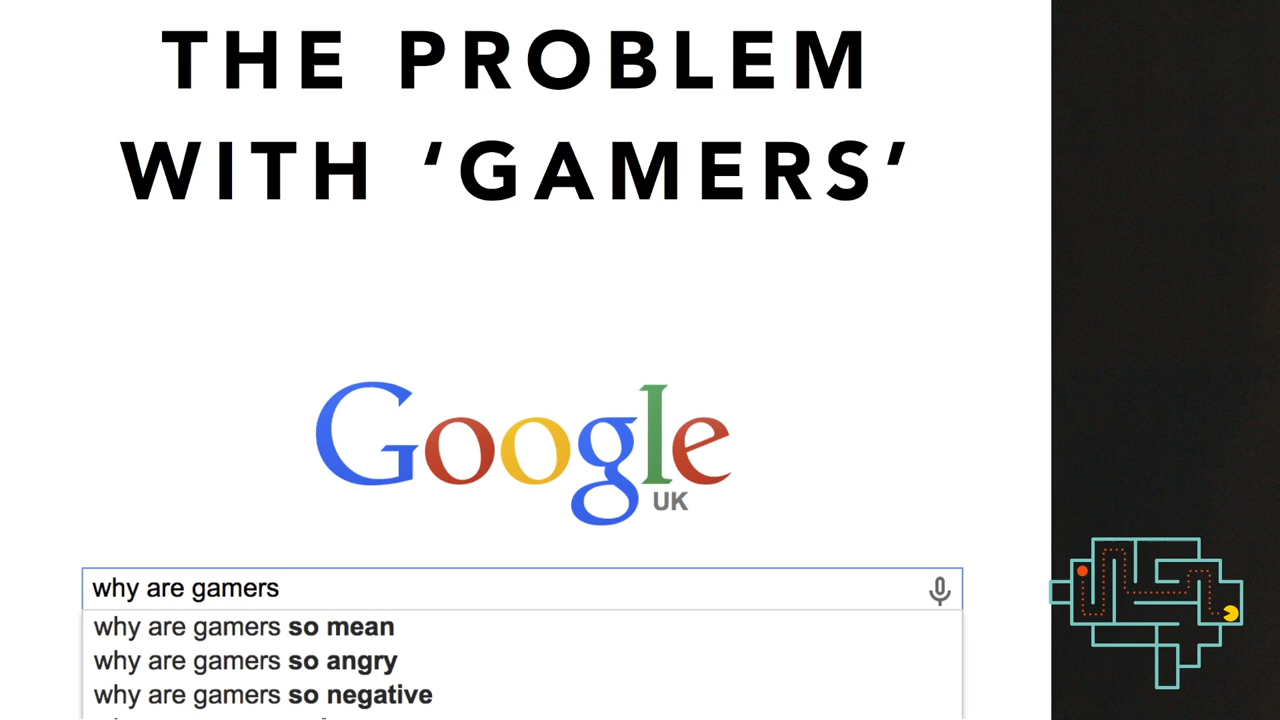 THE PROBLEM
WITH ‘GAMERS’
Google
UK
why are gamers
why are gamers so mean
why are gamers so angry
why are gamers so negative